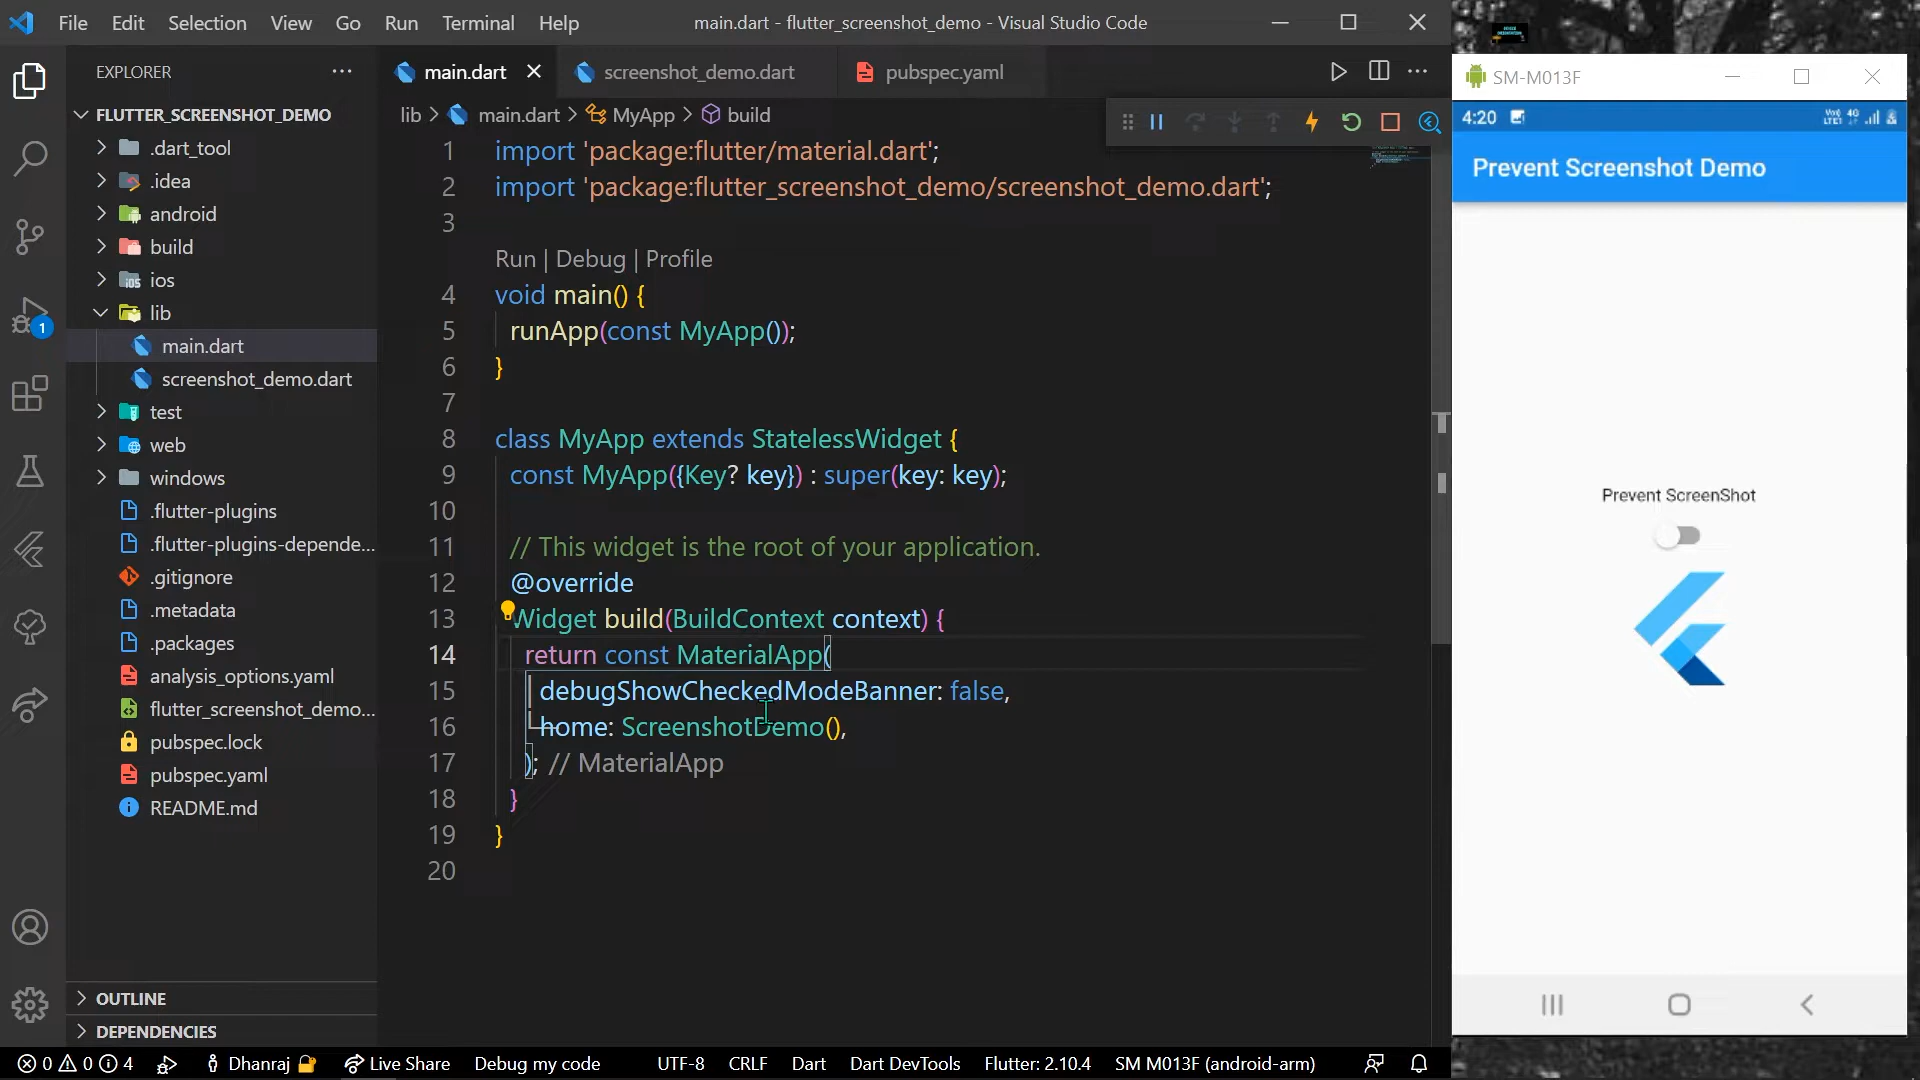 File Edit Selection View Go Run Terminal Help
main.dart - flutter_screenshot_demo - Visual Studio Code
EXPLORER
FLUTTER_SCREENSHOT_DEMO
.dart_tool
.idea
android
build
ios
lib
main.dart
screenshot_demo.dart
test
web
windows
.flutter-plugins
.flutter-plugins-depende...
.gitignore
.metadata
.packages
analysis_options.yaml
flutter_screenshot_demo...
pubspec.lock
pubspec.yaml
README.md
OUTLINE
DEPENDENCIES
1
main.dart screenshot_demo.dart pubspec.yaml
lib > main.dart > MyApp > build
1 import 'package:flutter/material.dart';
2 import 'package:flutter_screenshot_demo/screenshot_demo.dart';
3
Run | Debug | Profile
4 void main() {
5 runApp(const MyApp());
6 }
7
8 class MyApp extends StatelessWidget {
9 const MyApp({Key? key}) : super(key: key);
10
11 // This widget is the root of your application.
12 @override
13 Widget build(BuildContext context) {
14 return const MaterialApp(
15 debugShowCheckedModeBanner: false,
16 home: ScreenshotDemo(),
17 ); // MaterialApp
18 }
19 }
20
0 0 4 Dhanraj Live Share Debug my code UTF-8 CRLF Dart Dart DevTools Flutter: 2.10.4 SM M013F (android-arm)
SM-M013F
4:20
Prevent Screenshot Demo
Prevent ScreenShot